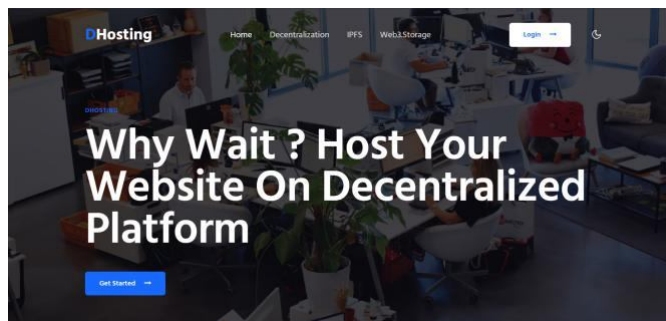 DHosting
Home Decentralization IPFS Web3.Storage
Login
DHOSTING
Why Wait ? Host Your
Website On Decentralized
Platform
Get Started